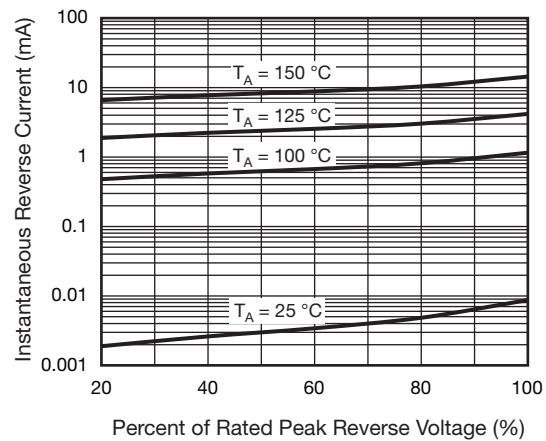 Instantaneous Reverse Current (mA)
100
10
1
0.1
0.01
0.001
T_A = 150 °C
T_A = 125 °C
T_A = 100 °C
T_A = 25 °C
20
40
60
80
100
Percent of Rated Peak Reverse Voltage (%)